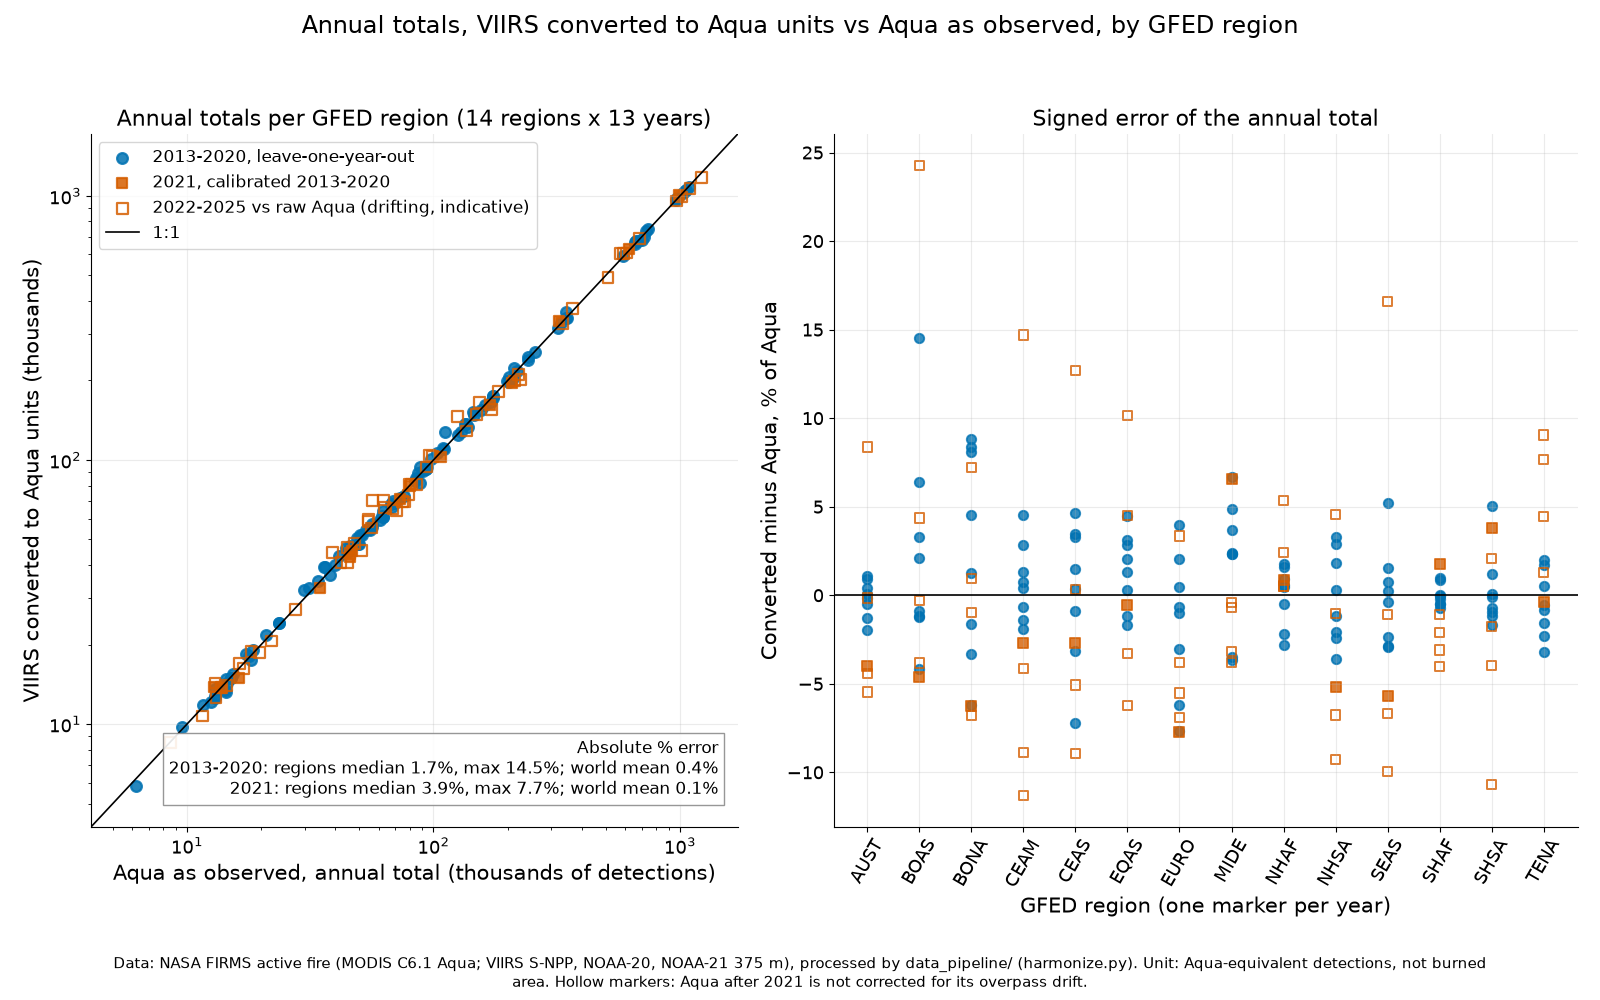 Annual totals, VIIRS converted to Aqua units vs Aqua as observed, by GFED region
Annual totals per GFED region (14 regions x 13 years)
2013-2020, leave-one-year-out
2021, calibrated 2013-2020
2022-2025 vs raw Aqua (drifting, indicative)
1:1
VIIRS converted to Aqua units (thousands)
10³
10²
10¹
Absolute % error
2013-2020: regions median 1.7%, max 14.5%; world mean 0.4%
2021: regions median 3.9%, max 7.7%; world mean 0.1%
10¹ 10² 10³
Aqua as observed, annual total (thousands of detections)
Signed error of the annual total
Converted minus Aqua, % of Aqua
25
20
15
10
5
0
−5
−10
AUST BOAS BONA CEAM CEAS EQAS EURO MIDE NHAF NHSA SEAS SHAF SHSA TENA
GFED region (one marker per year)
Data: NASA FIRMS active fire (MODIS C6.1 Aqua; VIIRS S-NPP, NOAA-20, NOAA-21 375 m), processed by data_pipeline/ (harmonize.py). Unit: Aqua-equivalent detections, not burned
area. Hollow markers: Aqua after 2021 is not corrected for its overpass drift.